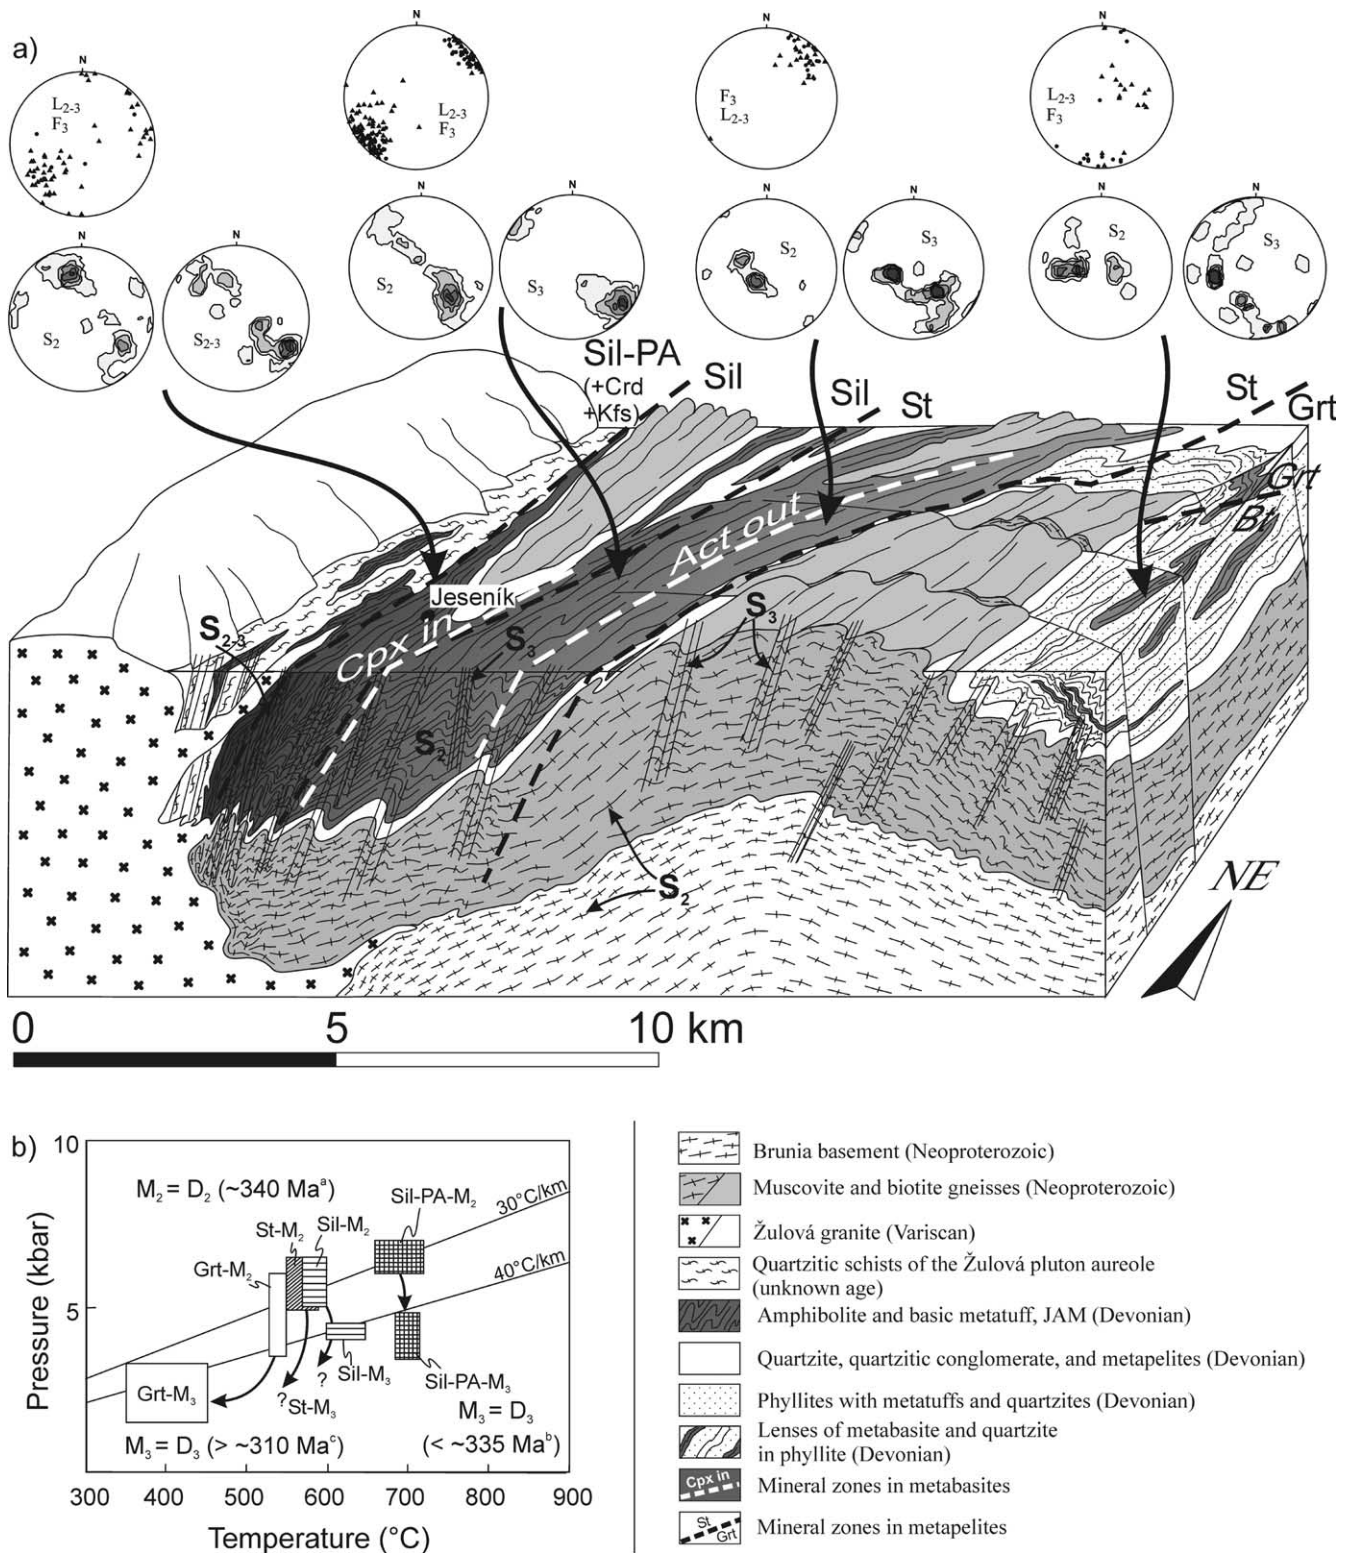 a)
N
L2-3
F3
N
L2-3
F3
N
F3
L2-3
N
L2-3
F3
N
S2
N
S2-3
N
S2
N
S3
N
S2
N
S3
N
S2
N
S3
Sil-PA
(+Crd
+Kfs)
Sil
Sil
St
St
Grt
Grt
Bt
Act out
Jeseník
Cpx in
S2-3
S3
S3
S2
S2
NE
0 5 10 km
b)
10
5
Pressure (kbar)
M2 = D2 (~340 Maᵃ)
Sil-PA-M2
30°C/km
St-M2
Sil-M2
Grt-M2
40°C/km
Grt-M3
?
?
St-M3
Sil-M3
Sil-PA-M3
M3 = D3
M3 = D3 (> ~310 Maᶜ)
(< ~335 Maᵇ)
300 400 500 600 700 800 900
Temperature (°C)
Brunia basement (Neoproterozoic)
Muscovite and biotite gneisses (Neoproterozoic)
Žulová granite (Variscan)
Quartzitic schists of the Žulová pluton aureole
(unknown age)
Amphibolite and basic metatuff, JAM (Devonian)
Quartzite, quartzitic conglomerate, and metapelites (Devonian)
Phyllites with metatuffs and quartzites (Devonian)
Lenses of metabasite and quartzite
in phyllite (Devonian)
Cpx in
Mineral zones in metabasites
St
Grt
Mineral zones in metapelites